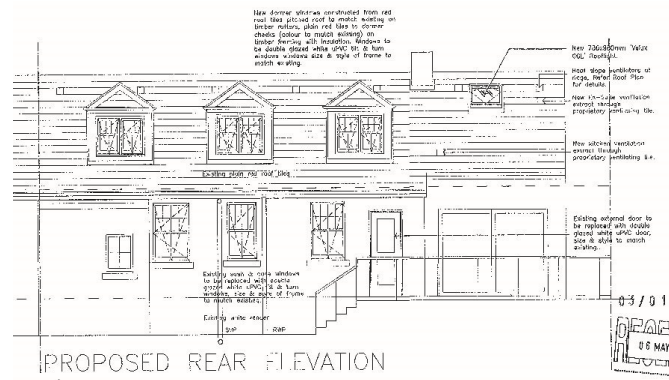 New dormer windows constructed from red
roof tiles pitched roof to match existing on
timber rafters, plain red tiles to dormer
cheeks (colour to match existing) on
timber framing with insulation. Windows to
be double glazed white uPVC tilt & turn
windows size & style of frame to
match existing.
New 780x980mm Velux
GGL Rooflight.
Roof slope ventilators at
ridge. Refer Roof Plan
for details.
New ventilation
extract through
proprietary ventilating tile.
New kitchen ventilation
extract through
proprietary ventilating tile.
Existing plain red roof tiles
Existing external door to
be replaced with double
glazed white uPVC door,
size & style to match
existing.
Existing sash & case windows
to be replaced with double
glazed white uPVC tilt & turn
windows, size & style of frame
to match existing.
Existing white render
SVP RWP
03/01
06 MAY
PROPOSED REAR ELEVATION